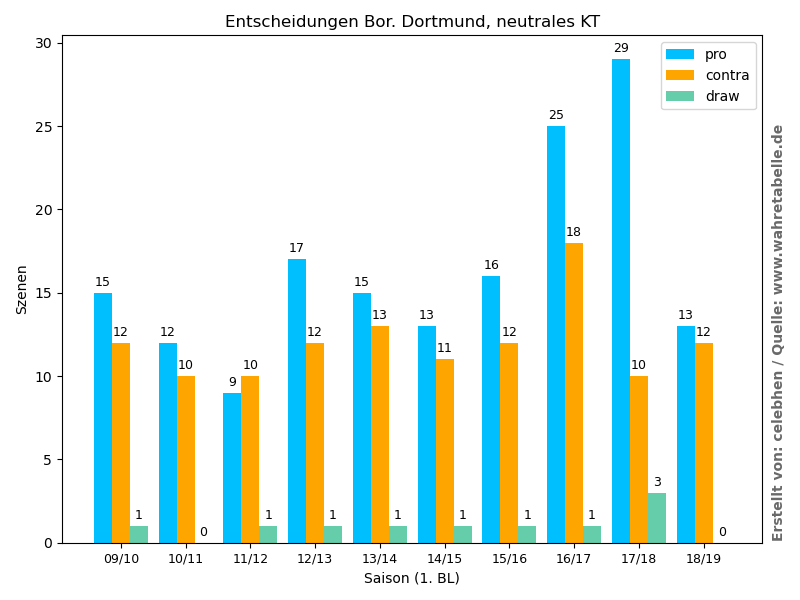 Entscheidungen Bor. Dortmund, neutrales KT
pro
contra
draw
Szenen
30
25
20
15
10
5
0
15 12 1
12 10 0
9 10 1
17 12 1
15 13 1
13 11 1
16 12 1
25 18 1
29 10 3
13 12 0
09/10 10/11 11/12 12/13 13/14 14/15 15/16 16/17 17/18 18/19
Saison (1. BL)
Erstellt von: celebhen / Quelle: www.wahretabelle.de